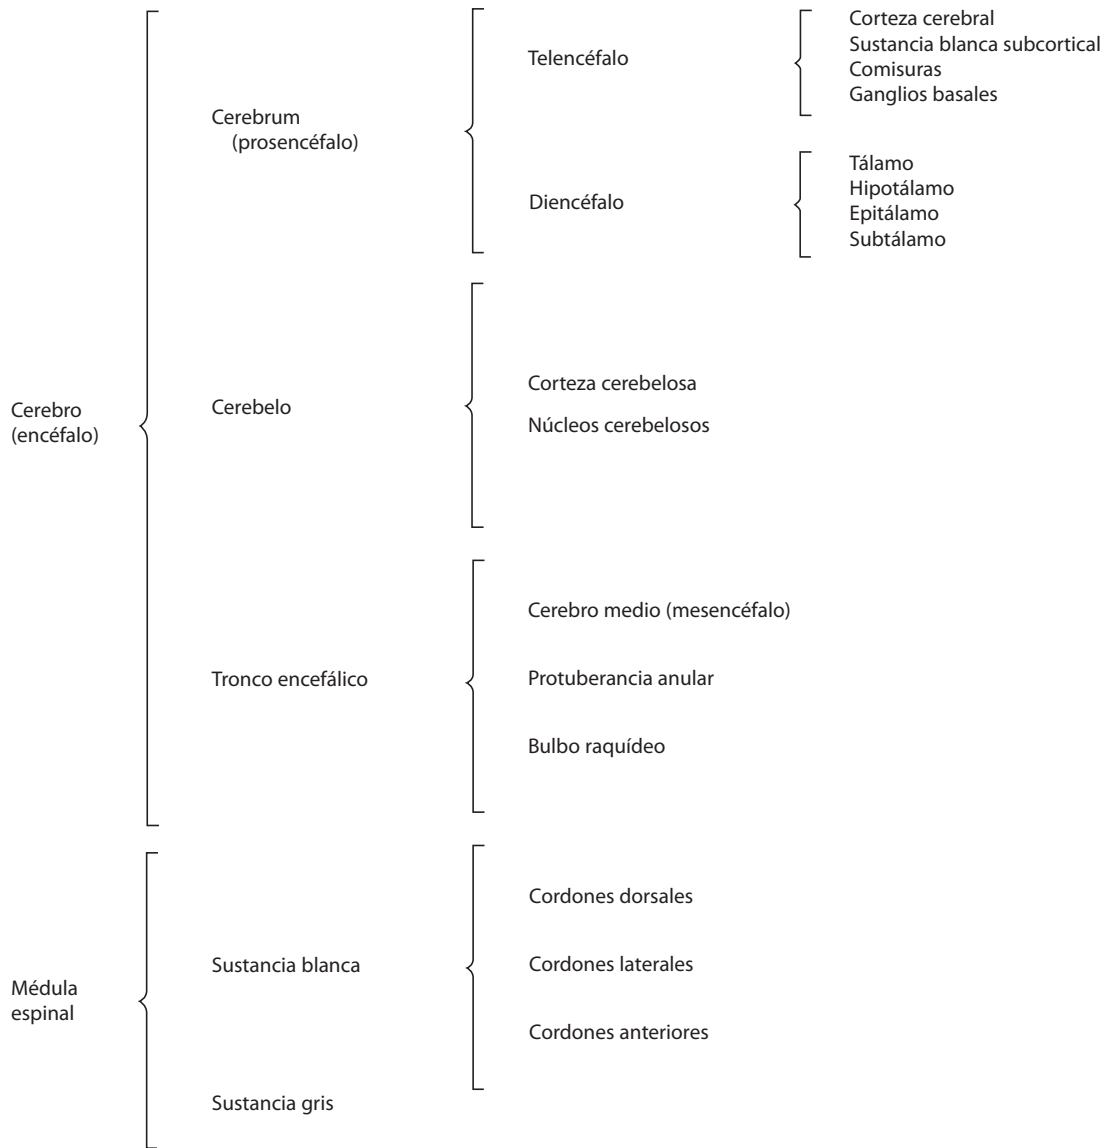 Cerebro
(encéfalo)
Cerebrum
(prosencéfalo)
Telencéfalo
Corteza cerebral
Sustancia blanca subcortical
Comisuras
Ganglios basales
Diencéfalo
Tálamo
Hipotálamo
Epitálamo
Subtálamo
Cerebelo
Corteza cerebelosa
Núcleos cerebelosos
Tronco encefálico
Cerebro medio (mesencéfalo)
Protuberancia anular
Bulbo raquídeo
Médula
espinal
Sustancia blanca
Cordones dorsales
Cordones laterales
Cordones anteriores
Sustancia gris